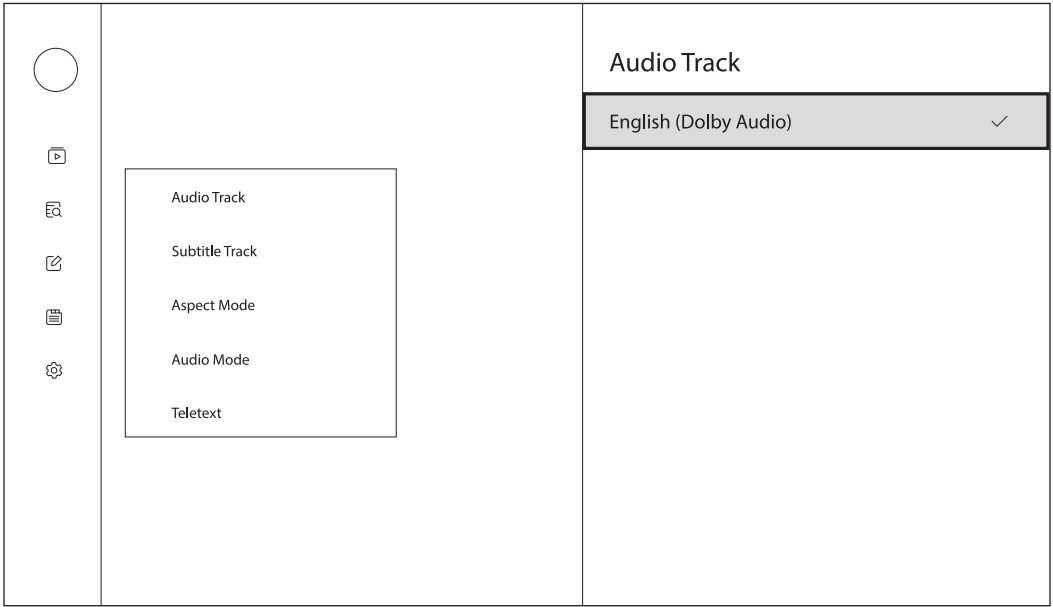 Audio Track
Subtitle Track
Aspect Mode
Audio Mode
Teletext
Audio Track
English (Dolby Audio)